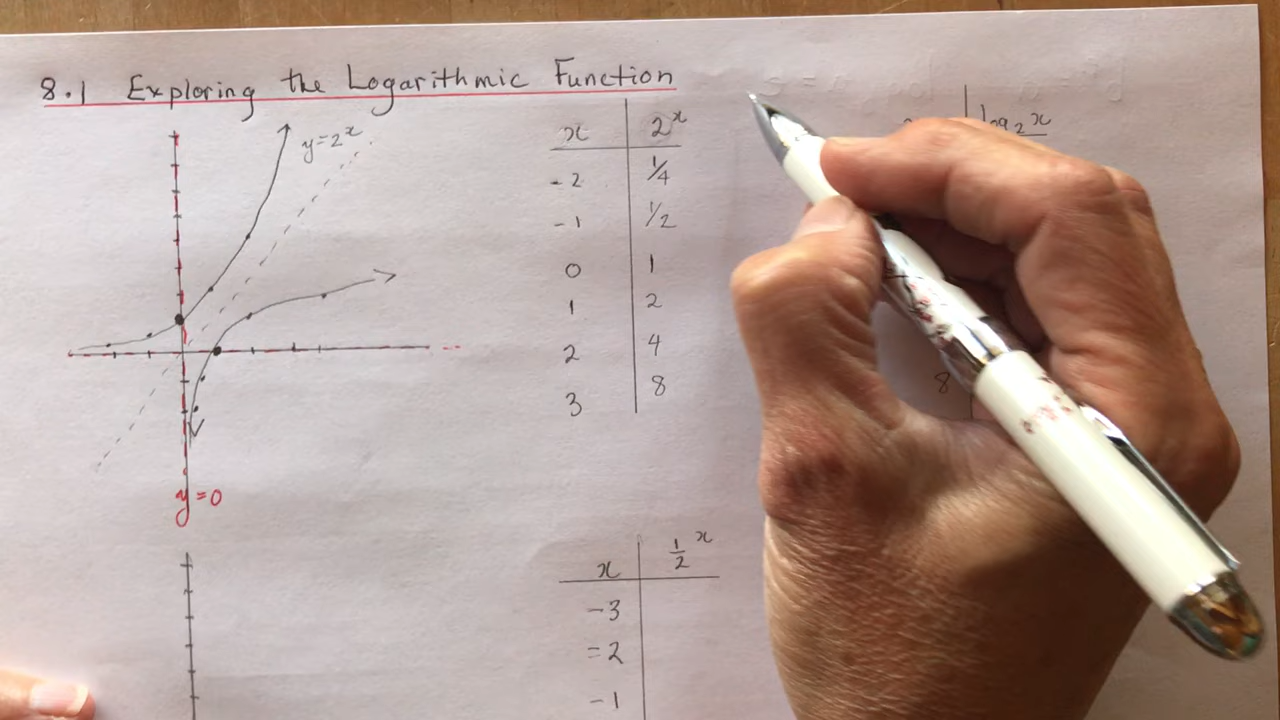 8.1 Exploring the Logarithmic Function
y=2^x
x | 2^x
-2 | 1/4
-1 | 1/2
0 | 1
1 | 2
2 | 4
3 | 8
log₂x
8
y=0
x | 1/2^x
-3
=2
-1